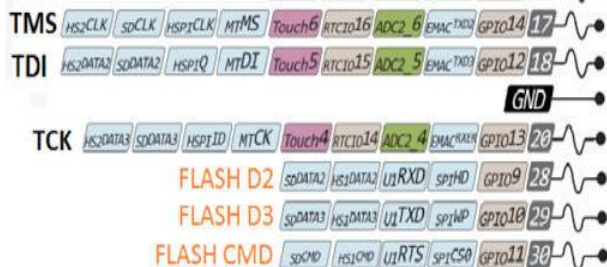 TMS HS2CLK SDCLK HSPICLK MTMS Touch6 RTCIO16 ADC2_6 EMACTXD2 GPIO14 17
TDI HS2DATA2 SDDATA2 HSPIQ MTDI Touch5 RTCIO15 ADC2_5 EMACTXD3 GPIO12 18
GND
TCK HS2DATA3 SDDATA3 HSPIID MTCK Touch4 RTCIO14 ADC2_4 EMACRXER GPIO13 20
FLASH D2 SDDATA2 HS1DATA2 U1RXD SPIHD GPIO9 28
FLASH D3 SDDATA3 HS1DATA3 U1TXD SPIWP GPIO10 29
FLASH CMD SDCMD HS1CMD U1RTS SPICS0 GPIO11 30